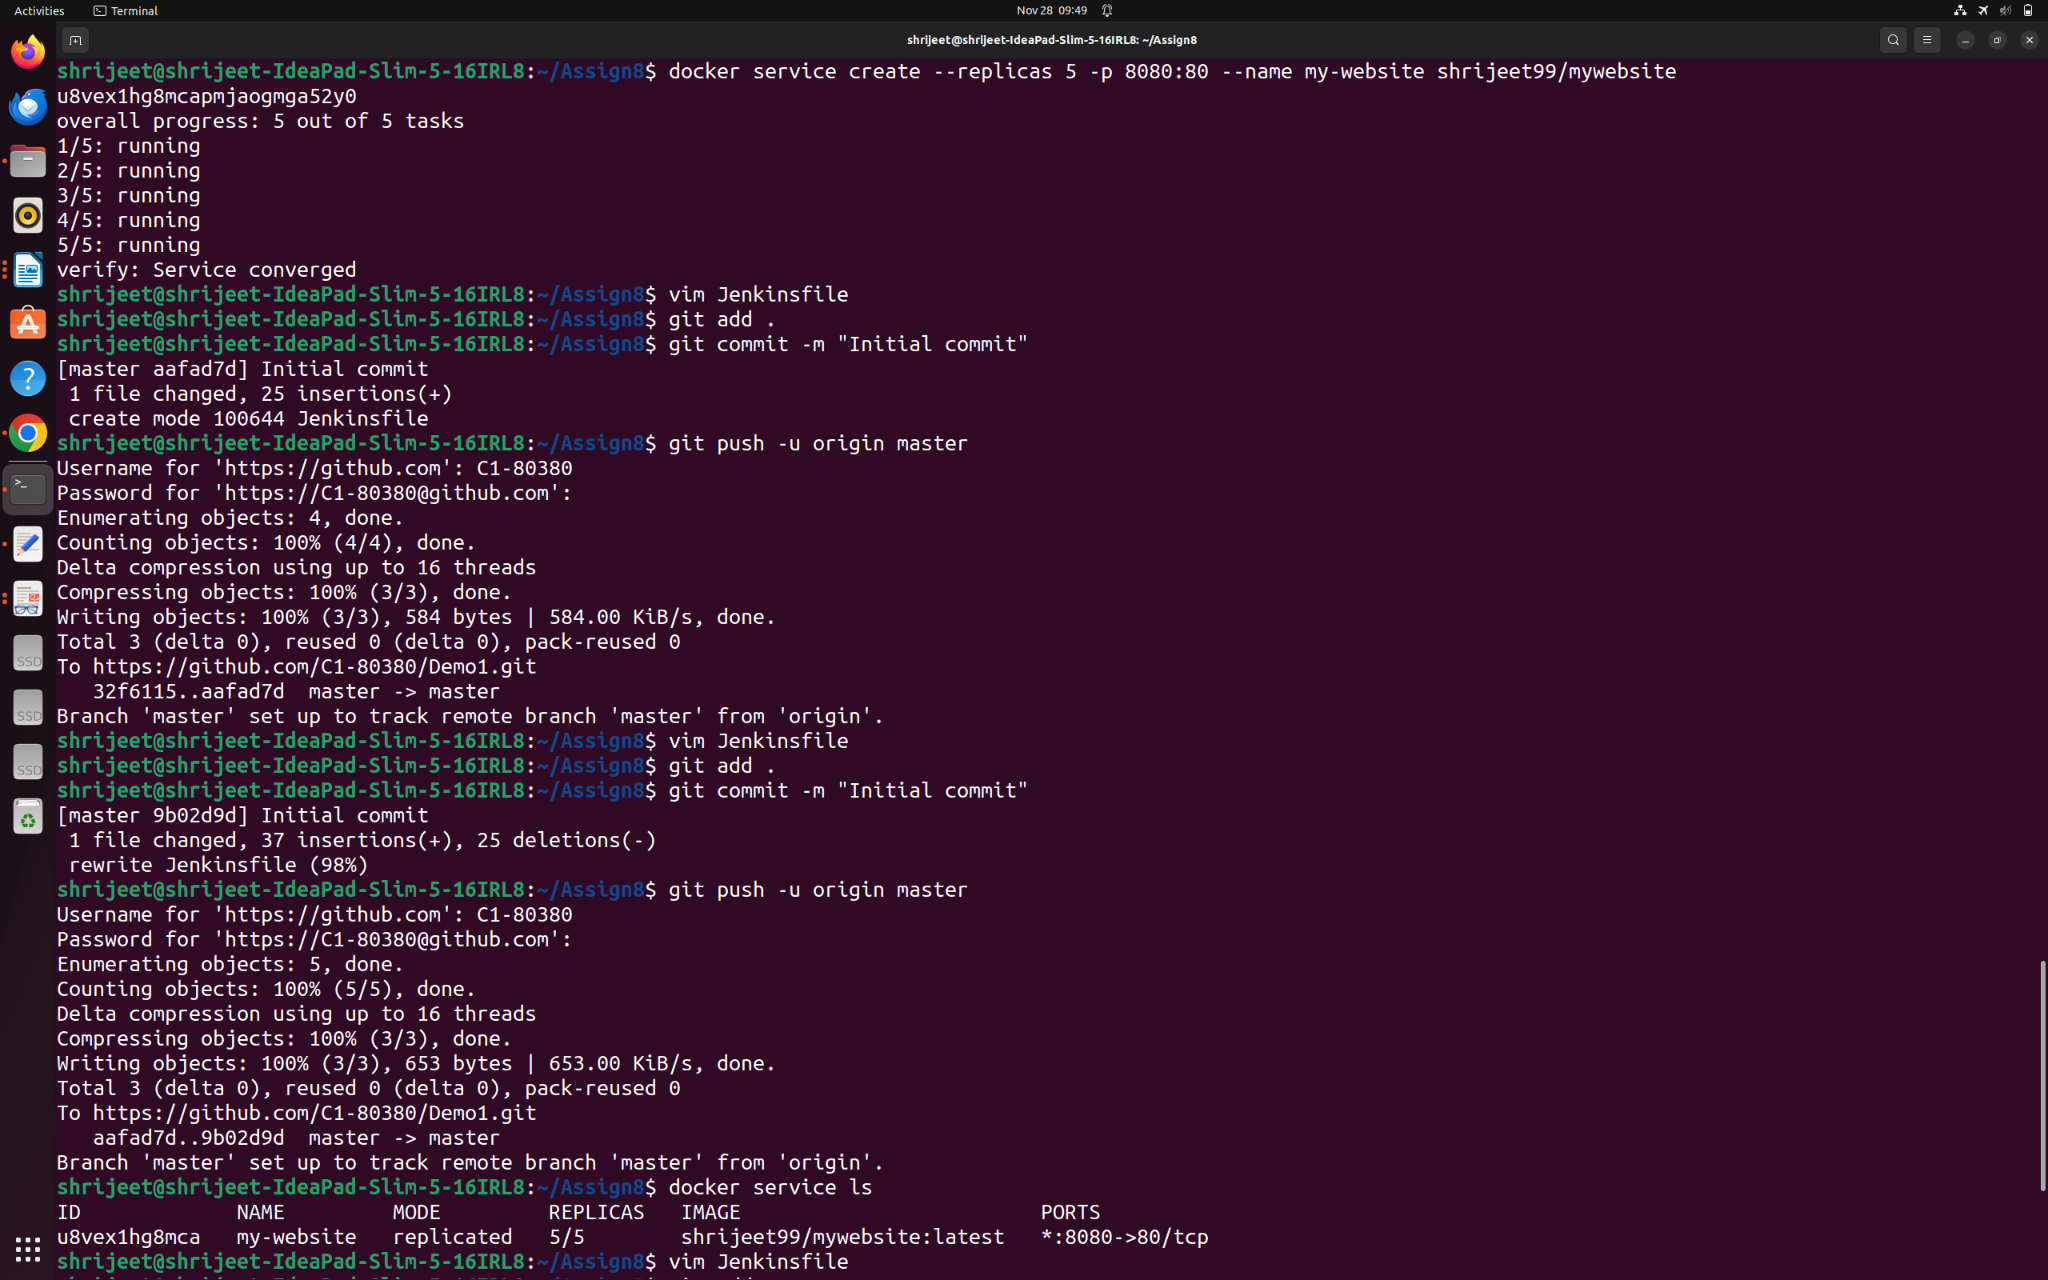 Activities
Terminal
Nov 28 09:49
shrijeet@shrijeet-IdeaPad-Slim-5-16IRL8: ~/Assign8
shrijeet@shrijeet-IdeaPad-Slim-5-16IRL8:~/Assign8$ docker service create --replicas 5 -p 8080:80 --name my-website shrijeet99/mywebsite
u8vex1hg8mcapmjaogmga52y0
overall progress: 5 out of 5 tasks
1/5: running
2/5: running
3/5: running
4/5: running
5/5: running
verify: Service converged
shrijeet@shrijeet-IdeaPad-Slim-5-16IRL8:~/Assign8$ vim Jenkinsfile
shrijeet@shrijeet-IdeaPad-Slim-5-16IRL8:~/Assign8$ git add .
shrijeet@shrijeet-IdeaPad-Slim-5-16IRL8:~/Assign8$ git commit -m "Initial commit"
[master aafad7d] Initial commit
 1 file changed, 25 insertions(+)
 create mode 100644 Jenkinsfile
shrijeet@shrijeet-IdeaPad-Slim-5-16IRL8:~/Assign8$ git push -u origin master
Username for 'https://github.com': C1-80380
Password for 'https://C1-80380@github.com':
Enumerating objects: 4, done.
Counting objects: 100% (4/4), done.
Delta compression using up to 16 threads
Compressing objects: 100% (3/3), done.
Writing objects: 100% (3/3), 584 bytes | 584.00 KiB/s, done.
Total 3 (delta 0), reused 0 (delta 0), pack-reused 0
To https://github.com/C1-80380/Demo1.git
   32f6115..aafad7d  master -> master
Branch 'master' set up to track remote branch 'master' from 'origin'.
shrijeet@shrijeet-IdeaPad-Slim-5-16IRL8:~/Assign8$ vim Jenkinsfile
shrijeet@shrijeet-IdeaPad-Slim-5-16IRL8:~/Assign8$ git add .
shrijeet@shrijeet-IdeaPad-Slim-5-16IRL8:~/Assign8$ git commit -m "Initial commit"
[master 9b02d9d] Initial commit
 1 file changed, 37 insertions(+), 25 deletions(-)
 rewrite Jenkinsfile (98%)
shrijeet@shrijeet-IdeaPad-Slim-5-16IRL8:~/Assign8$ git push -u origin master
Username for 'https://github.com': C1-80380
Password for 'https://C1-80380@github.com':
Enumerating objects: 5, done.
Counting objects: 100% (5/5), done.
Delta compression using up to 16 threads
Compressing objects: 100% (3/3), done.
Writing objects: 100% (3/3), 653 bytes | 653.00 KiB/s, done.
Total 3 (delta 0), reused 0 (delta 0), pack-reused 0
To https://github.com/C1-80380/Demo1.git
   aafad7d..9b02d9d  master -> master
Branch 'master' set up to track remote branch 'master' from 'origin'.
shrijeet@shrijeet-IdeaPad-Slim-5-16IRL8:~/Assign8$ docker service ls
ID             NAME         MODE         REPLICAS   IMAGE                         PORTS
u8vex1hg8mca   my-website   replicated   5/5        shrijeet99/mywebsite:latest   *:8080->80/tcp
shrijeet@shrijeet-IdeaPad-Slim-5-16IRL8:~/Assign8$ vim Jenkinsfile
SSD
SSD
SSD